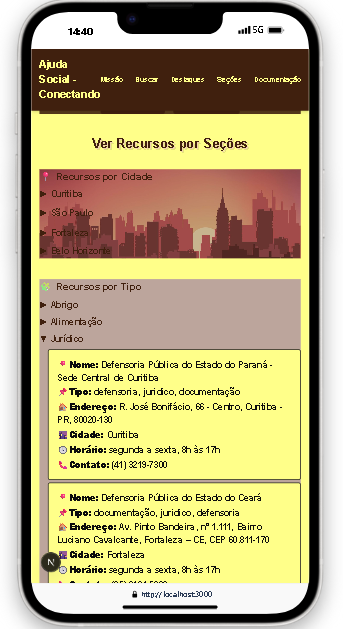 14:40
5G
Ajuda
Social -
Conectando
Missão Buscar Destaques Seções Documentação
Ver Recursos por Seções
📍 Recursos por Cidade
▶ Curitiba
▶ São Paulo
▶ Fortaleza
▶ Belo Horizonte
🧩 Recursos por Tipo
▶ Abrigo
▶ Alimentação
▼ Jurídico
📍 Nome: Defensoria Pública do Estado do Paraná -
Sede Central de Curitiba
📌 Tipo: defensoria, juridico, documentação
🏠 Endereço: R. José Bonifácio, 66 - Centro, Curitiba -
PR, 80020-130
🌆 Cidade: Curitiba
🕒 Horário: segunda a sexta, 8h às 17h
📞 Contato: (41) 3219-7300
📍 Nome: Defensoria Pública do Estado do Ceará
📌 Tipo: documentação, juridico, defensoria
🏠 Endereço: Av. Pinto Bandeira, nº 1.111, Bairro
Luciano Cavalcante, Fortaleza – CE, CEP 60.811-170
🌆 Cidade: Fortaleza
🕒 Horário: segunda a sexta, 8h às 17h
N
http://localhost:3000